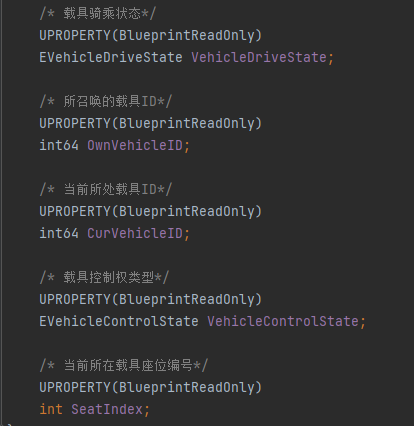 /* 载具骑乘状态*/
UPROPERTY(BlueprintReadOnly)
EVehicleDriveState VehicleDriveState;
/* 所召唤的载具ID*/
UPROPERTY(BlueprintReadOnly)
int64 OwnVehicleID;
/* 当前所处载具ID*/
UPROPERTY(BlueprintReadOnly)
int64 CurVehicleID;
/* 载具控制权类型*/
UPROPERTY(BlueprintReadOnly)
EVehicleControlState VehicleControlState;
/* 当前所在载具座位编号*/
UPROPERTY(BlueprintReadOnly)
int SeatIndex;